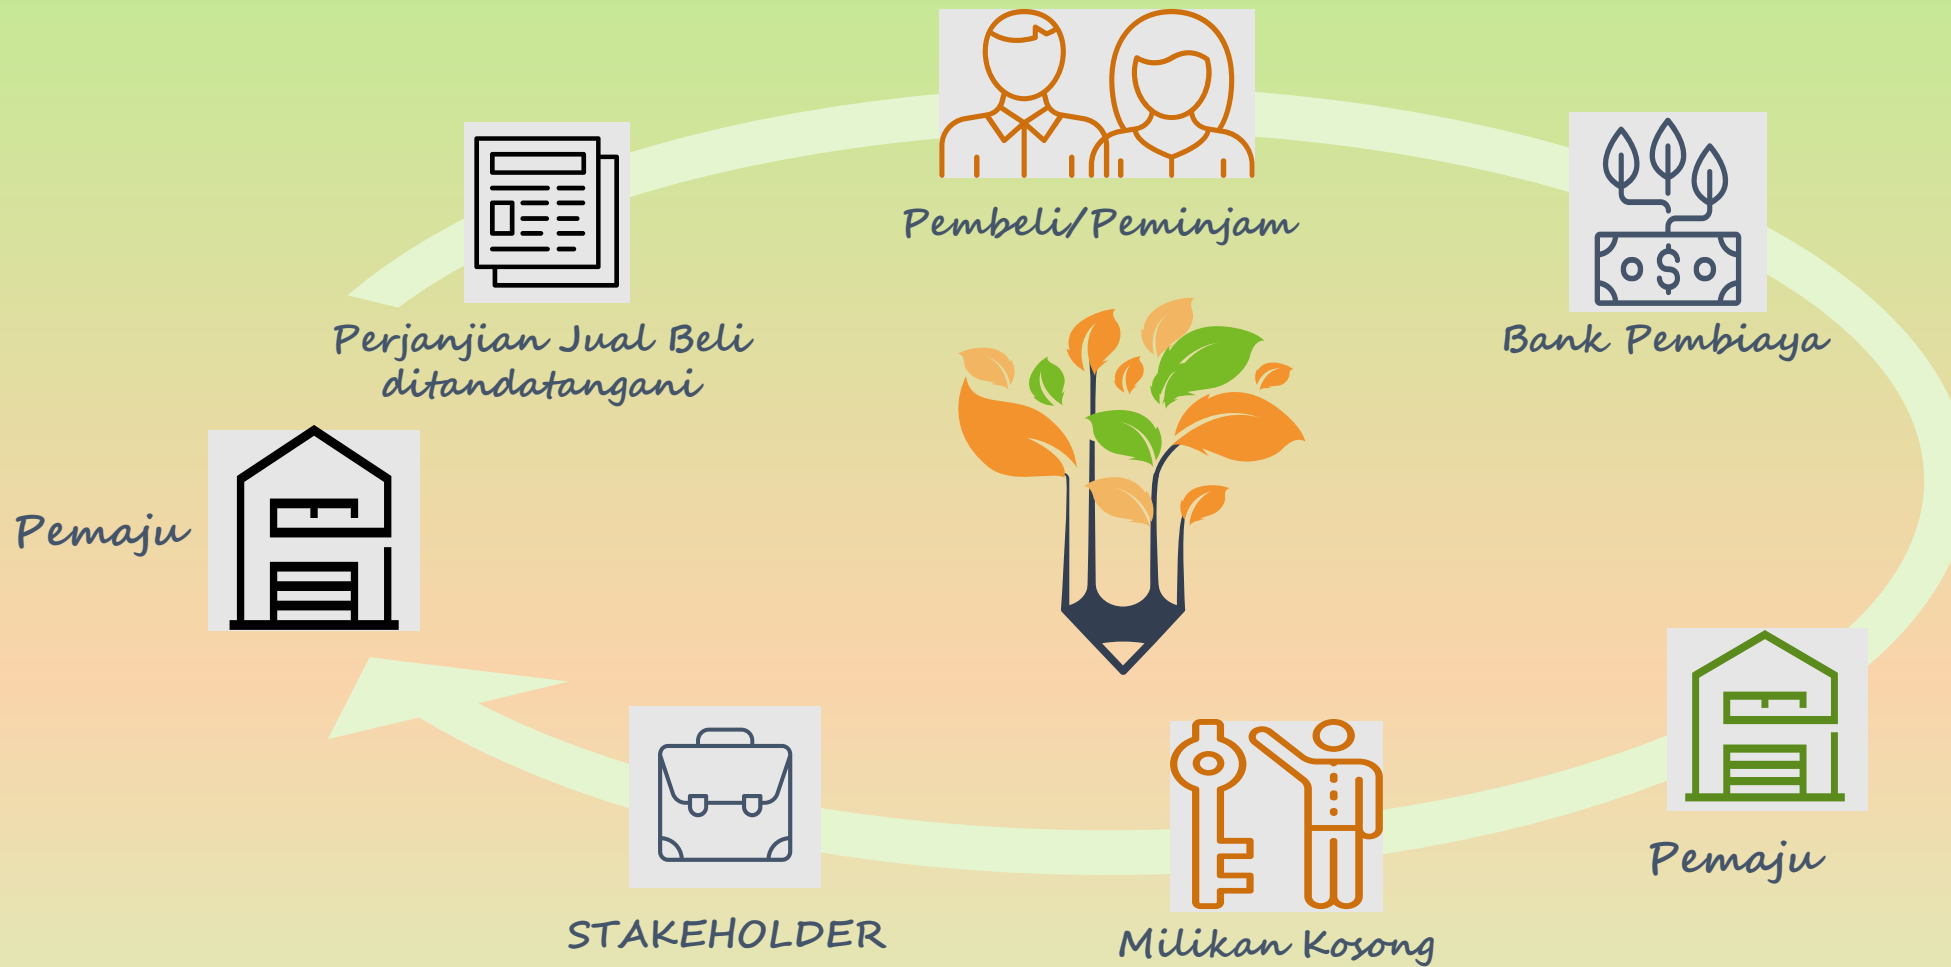 Pembeli/Peminjam
Perjanjian Jual Beli
ditandatangani
Bank Pembiaya
Pemaju
Pemaju
STAKEHOLDER
Milikan Kosong